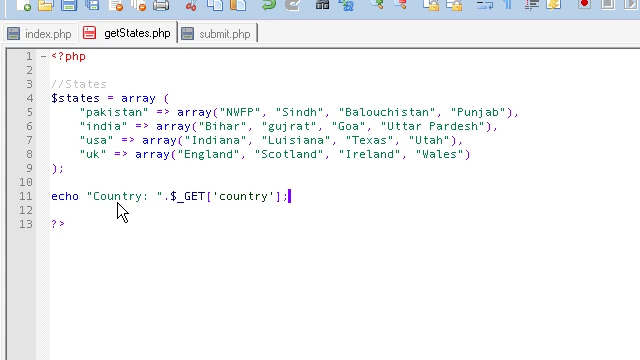 index.php getStates.php submit.php
1 <?php
2
3 //States
4 $states = array (
5 "pakistan" => array("NWFP", "Sindh", "Balouchistan", "Punjab"),
6 "india" => array("Bihar", "gujrat", "Goa", "Uttar Pardesh"),
7 "usa" => array("Indiana", "Luisiana", "Texas", "Utah"),
8 "uk" => array("England", "Scotland", "Ireland", "Wales")
9 );
10
11 echo "Country: ".$_GET['country'];
12
13 ?>